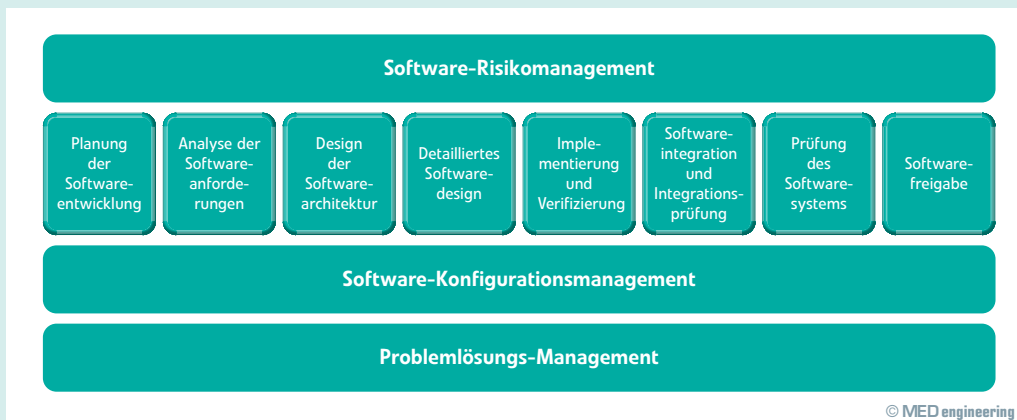 Software-Risikomanagement
Planung
der
Software-
entwicklung
Analyse der
Software-
anforde-
rungen
Design
der
Software-
architektur
Detailliertes
Software-
design
Imple-
mentierung
und
Verifizierung
Software-
integration
und
Integrations-
prüfung
Prüfung
des
Software-
systems
Software-
freigabe
Software-Konfigurationsmanagement
Problemlösungs-Management
© MED engineering